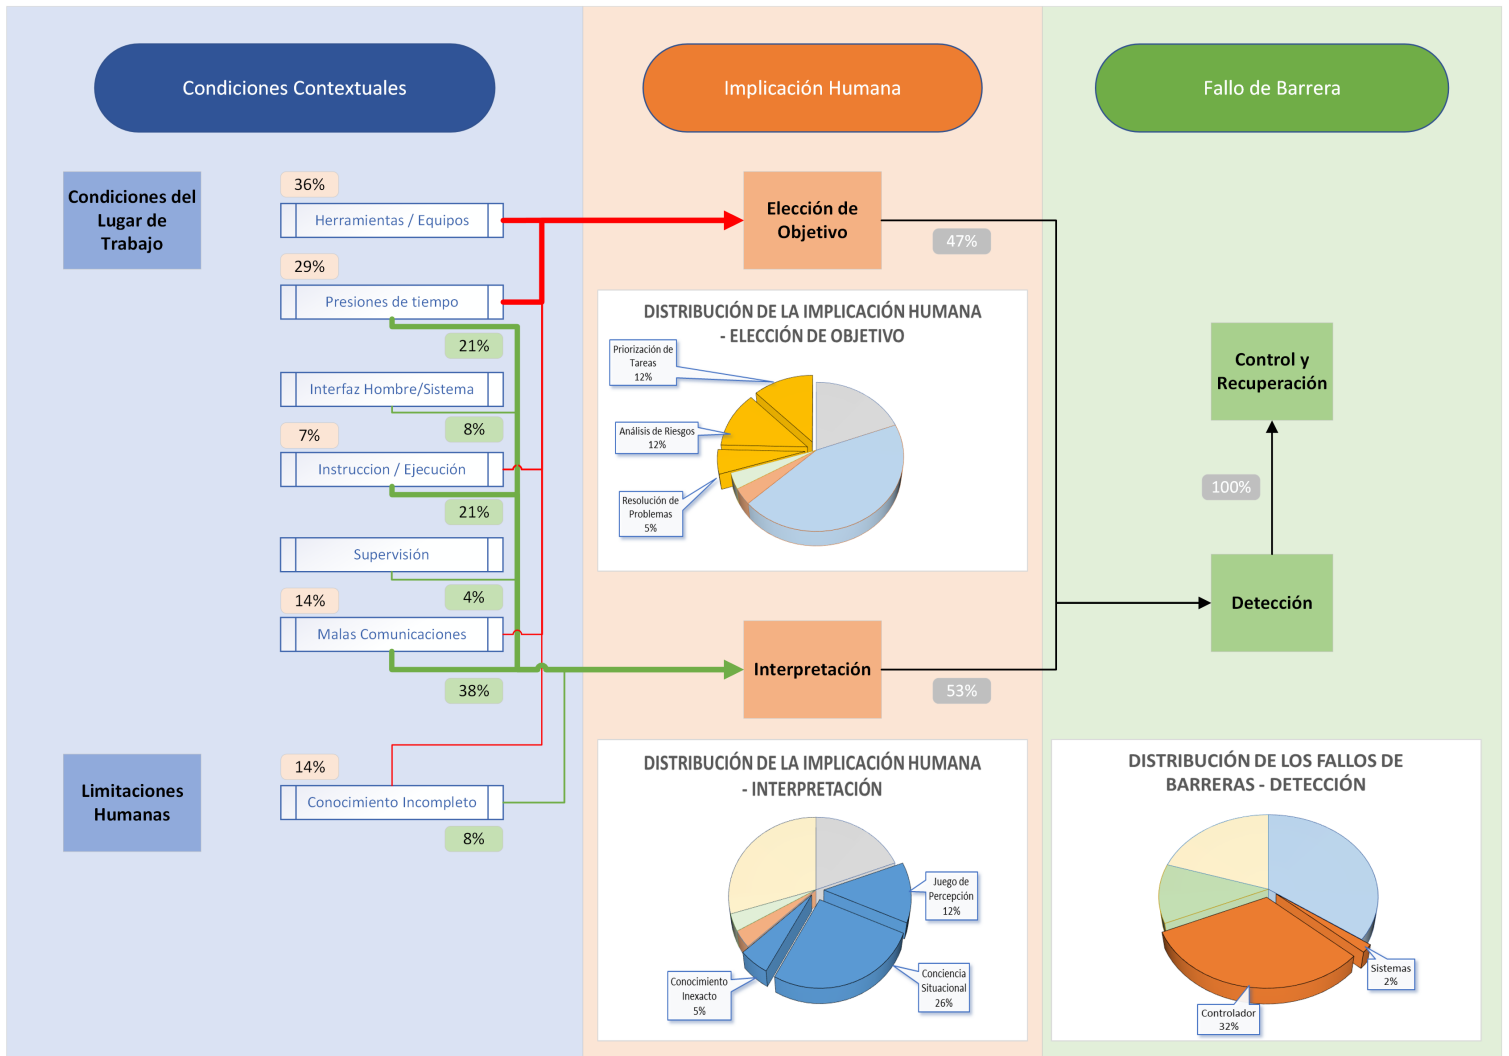 Condiciones Contextuales
Implicación Humana
Fallo de Barrera
Condiciones del
Lugar de
Trabajo
36%
Herramientas / Equipos
29%
Presiones de tiempo
21%
Interfaz Hombre/Sistema
8%
7%
Instruccion / Ejecución
21%
Supervisión
4%
14%
Malas Comunicaciones
38%
Limitaciones
Humanas
14%
Conocimiento Incompleto
8%
Elección de
Objetivo
47%
DISTRIBUCIÓN DE LA IMPLICACIÓN HUMANA
- ELECCIÓN DE OBJETIVO
Priorización de
Tareas
12%
Análisis de Riesgos
12%
Resolución de
Problemas
5%
Interpretación
53%
DISTRIBUCIÓN DE LA IMPLICACIÓN HUMANA
- INTERPRETACIÓN
Juego de
Percepción
12%
Conciencia
Situacional
26%
Conocimiento
Inexacto
5%
Control y
Recuperación
100%
Detección
DISTRIBUCIÓN DE LOS FALLOS DE
BARRERAS - DETECCIÓN
Sistemas
2%
Controlador
32%